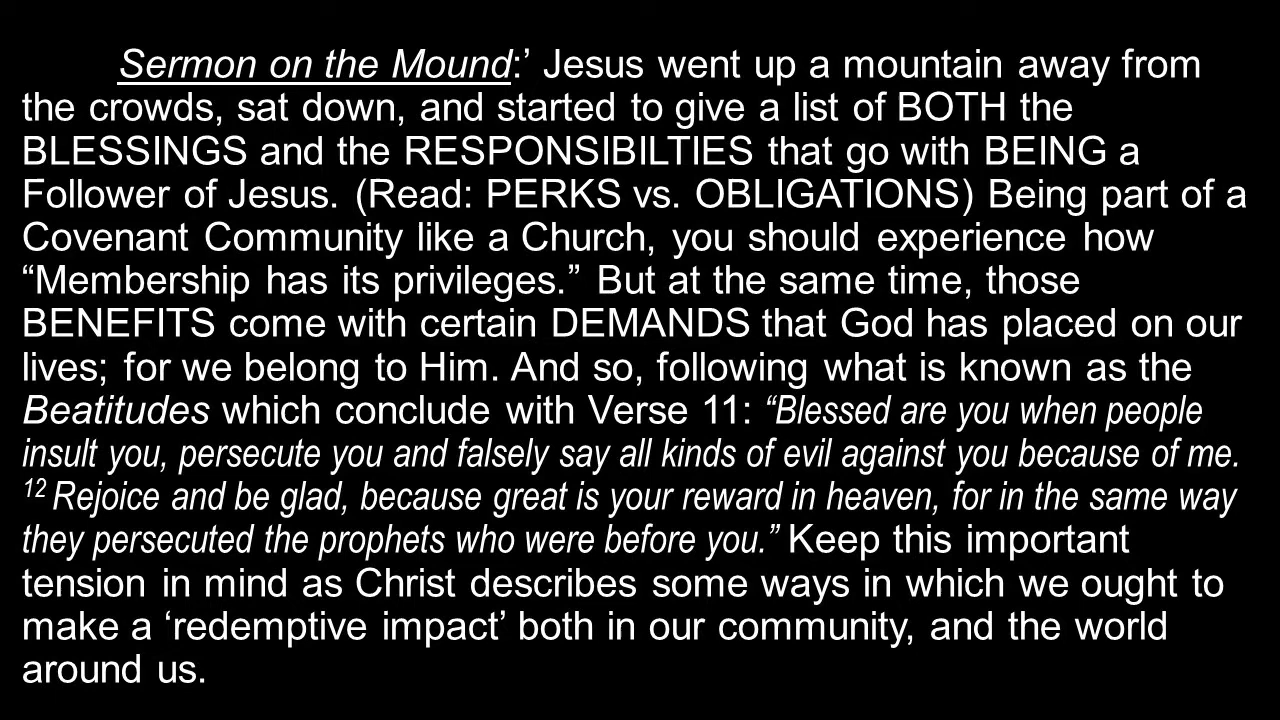 Sermon on the Mound:’ Jesus went up a mountain away from
the crowds, sat down, and started to give a list of BOTH the
BLESSINGS and the RESPONSIBILTIES that go with BEING a
Follower of Jesus. (Read: PERKS vs. OBLIGATIONS) Being part of a
Covenant Community like a Church, you should experience how
“Membership has its privileges.” But at the same time, those
BENEFITS come with certain DEMANDS that God has placed on our
lives; for we belong to Him. And so, following what is known as the
Beatitudes which conclude with Verse 11: “Blessed are you when people
insult you, persecute you and falsely say all kinds of evil against you because of me.
12 Rejoice and be glad, because great is your reward in heaven, for in the same way
they persecuted the prophets who were before you.” Keep this important
tension in mind as Christ describes some ways in which we ought to
make a ‘redemptive impact’ both in our community, and the world
around us.